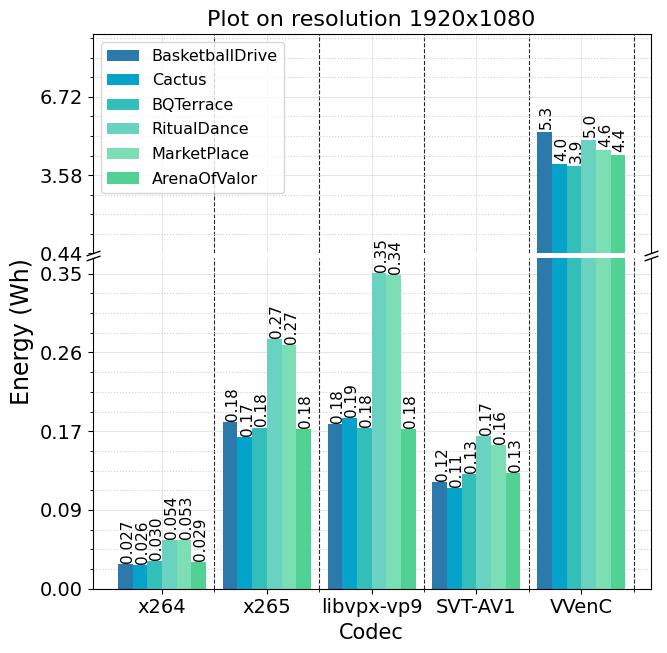 Plot on resolution 1920x1080
BasketballDrive
Cactus
BQTerrace
RitualDance
MarketPlace
ArenaOfValor
6.72
3.58
0.44
0.35
0.26
0.17
0.09
0.00
Energy (Wh)
0.027
0.026
0.030
0.054
0.053
0.029
0.18
0.17
0.18
0.27
0.27
0.18
0.18
0.19
0.18
0.35
0.34
0.18
0.12
0.11
0.13
0.17
0.16
0.13
5.3
4.0
3.9
5.0
4.6
4.4
x264
x265
libvpx-vp9
SVT-AV1
VVenC
Codec